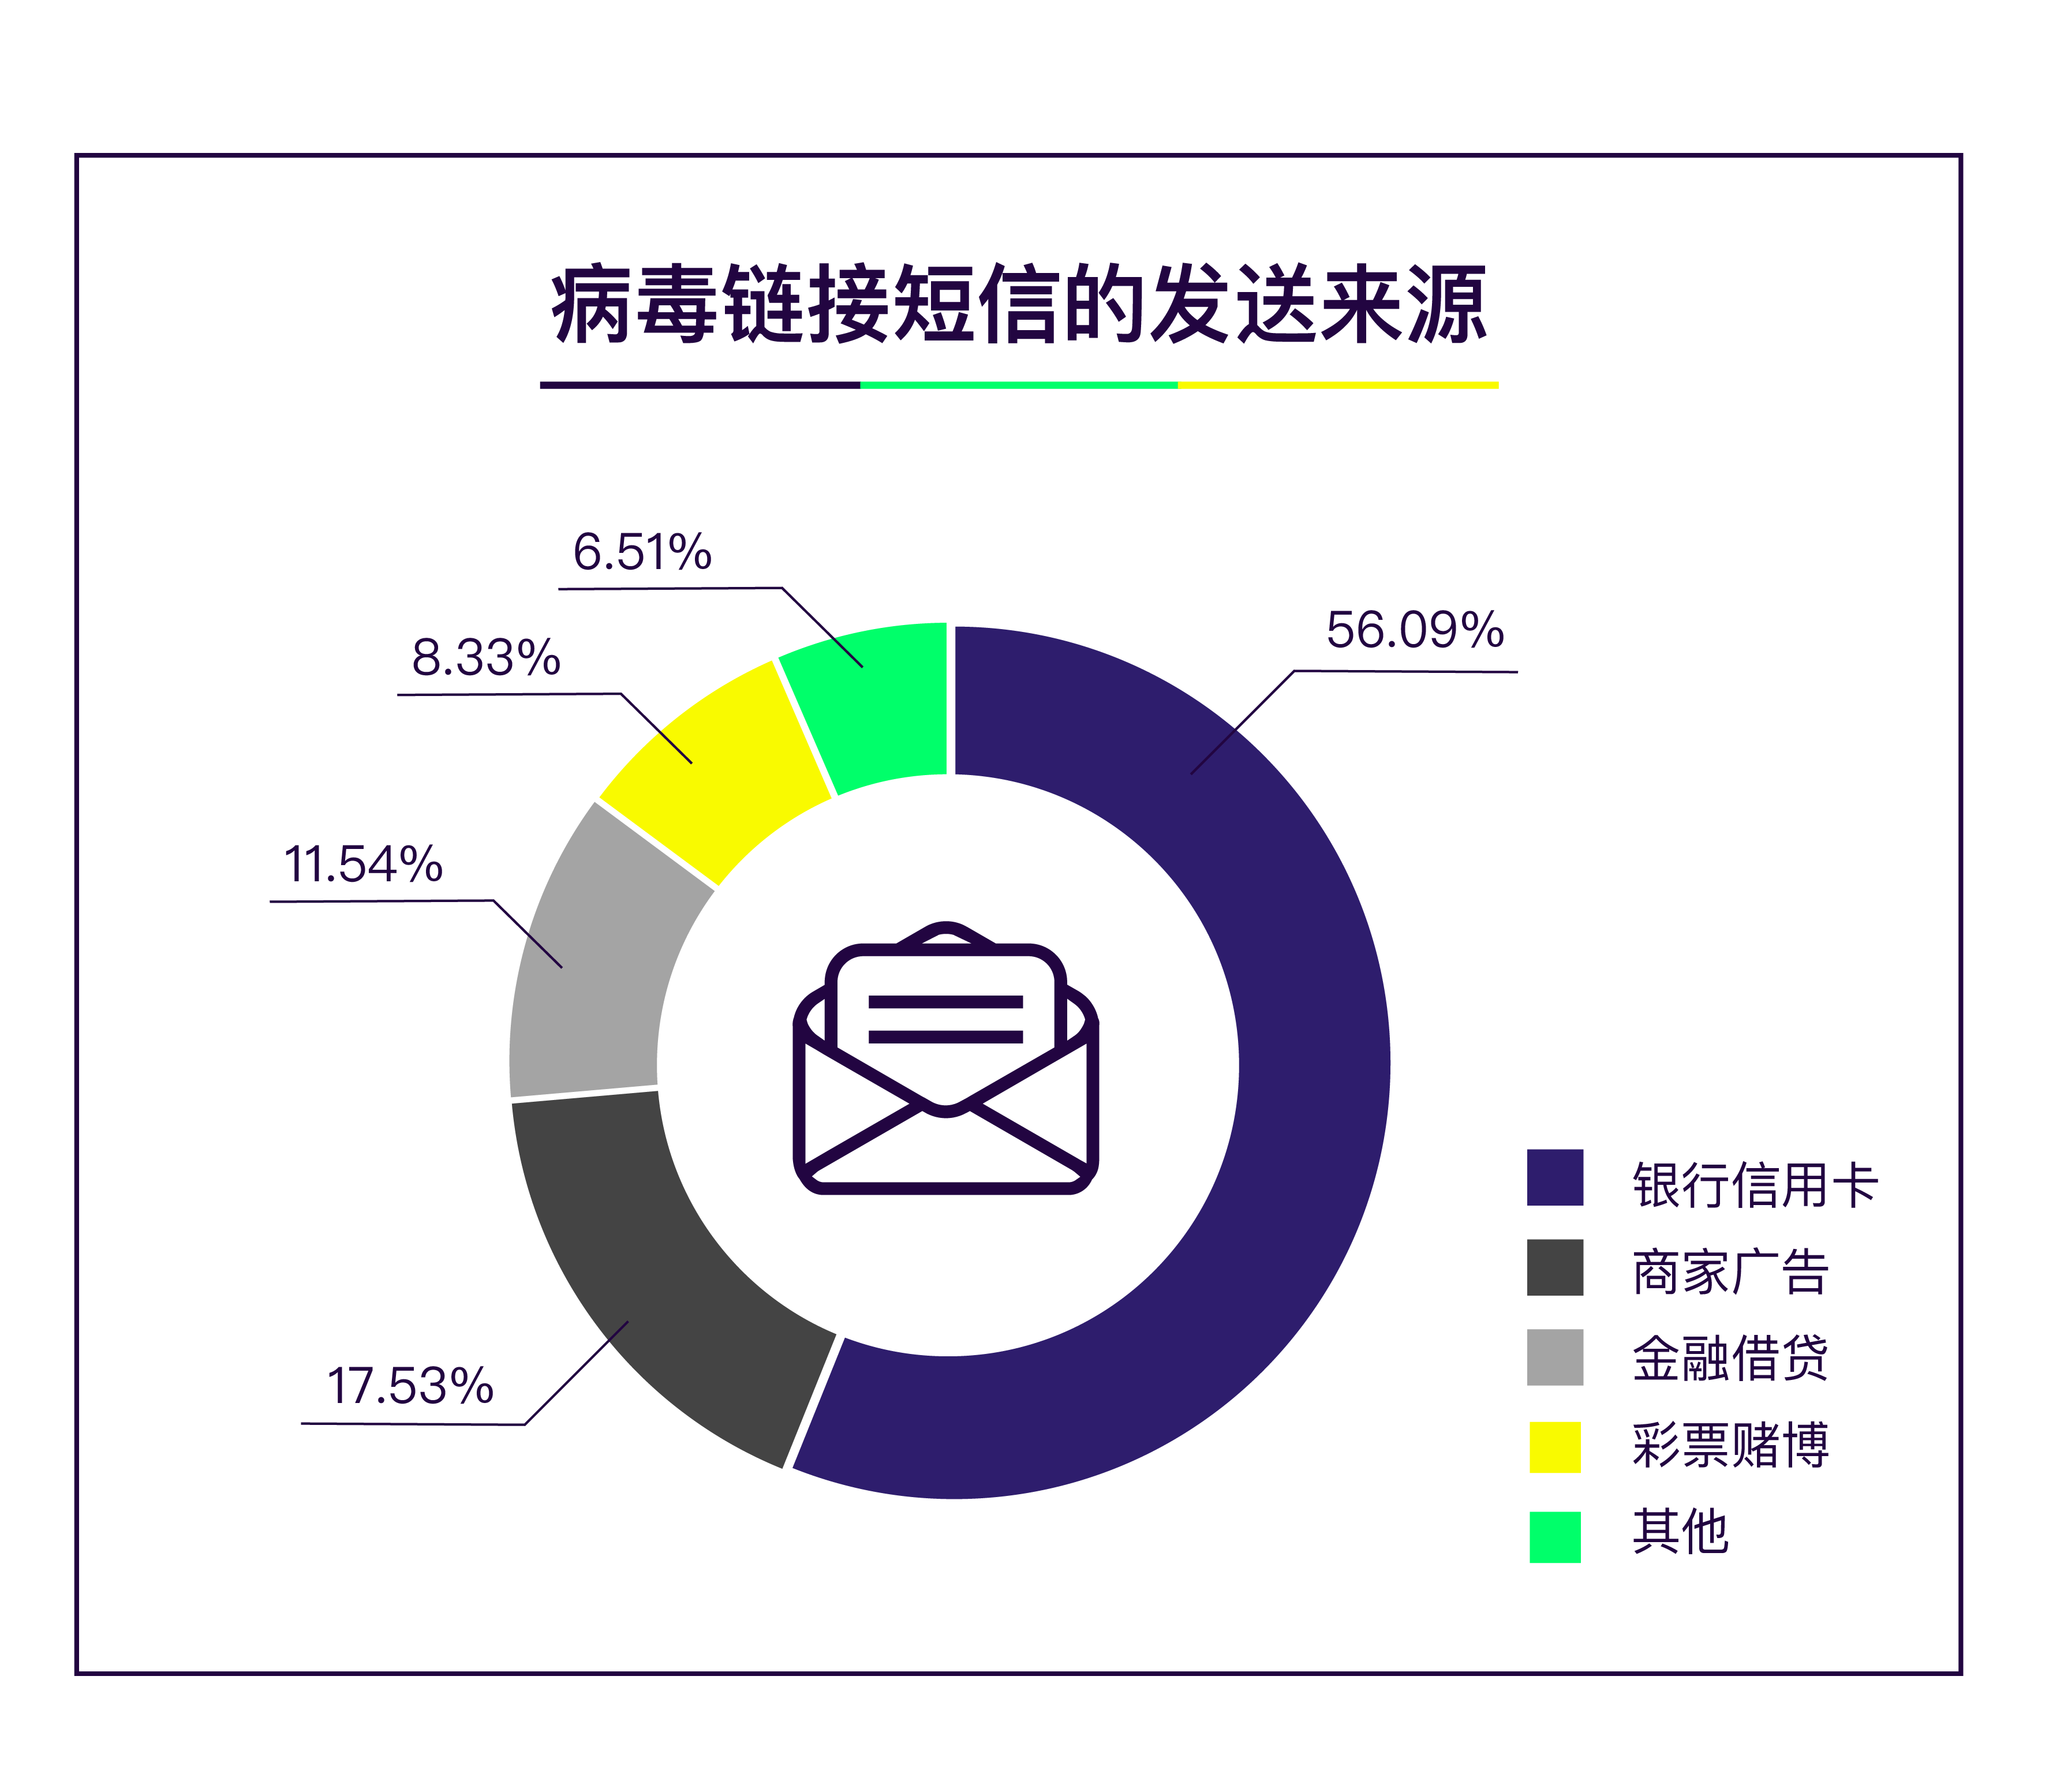 病毒链接短信的发送来源
6.51%
56.09%
8.33%
11.54%
17.53%
银行信用卡
商家广告
金融借贷
彩票赌博
其他